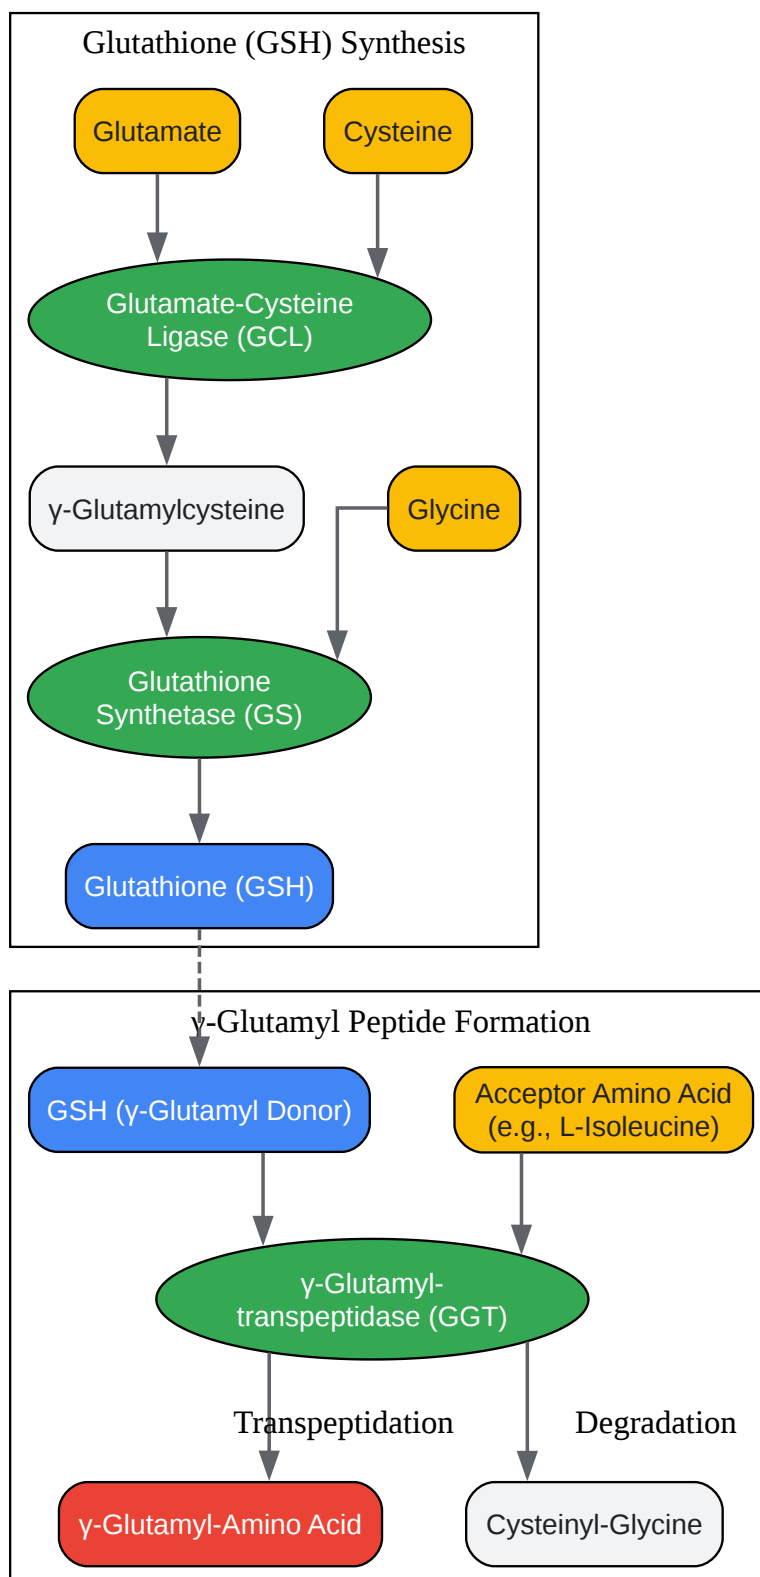 Glutathione (GSH) Synthesis
Glutamate
Cysteine
Glutamate-Cysteine
Ligase (GCL)
γ-Glutamylcysteine
Glycine
Glutathione
Synthetase (GS)
Glutathione (GSH)
γ-Glutamyl Peptide Formation
GSH (γ-Glutamyl Donor)
Acceptor Amino Acid
(e.g., L-Isoleucine)
γ-Glutamyl-
transpeptidase (GGT)
Transpeptidation
Degradation
γ-Glutamyl-Amino Acid
Cysteinyl-Glycine